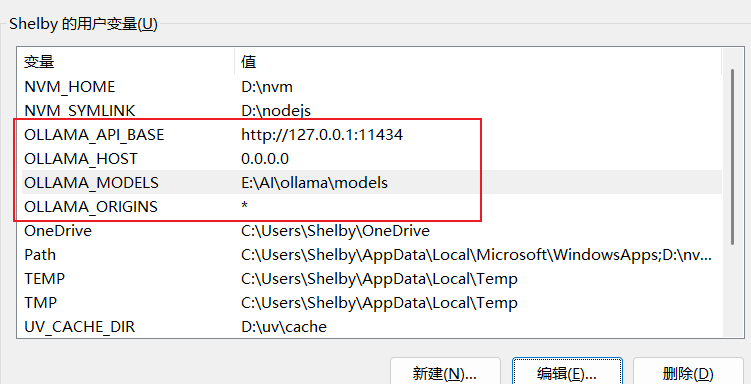 Shelby 的用户变量(U)
变量 值
NVM_HOME D:\nvm
NVM_SYMLINK D:\nodejs
OLLAMA_API_BASE http://127.0.0.1:11434
OLLAMA_HOST 0.0.0.0
OLLAMA_MODELS E:\AI\ollama\models
OLLAMA_ORIGINS *
OneDrive C:\Users\Shelby\OneDrive
Path C:\Users\Shelby\AppData\Local\Microsoft\WindowsApps;D:\nv...
TEMP C:\Users\Shelby\AppData\Local\Temp
TMP C:\Users\Shelby\AppData\Local\Temp
UV_CACHE_DIR D:\uv\cache
新建(N)... 编辑(E)... 删除(D)